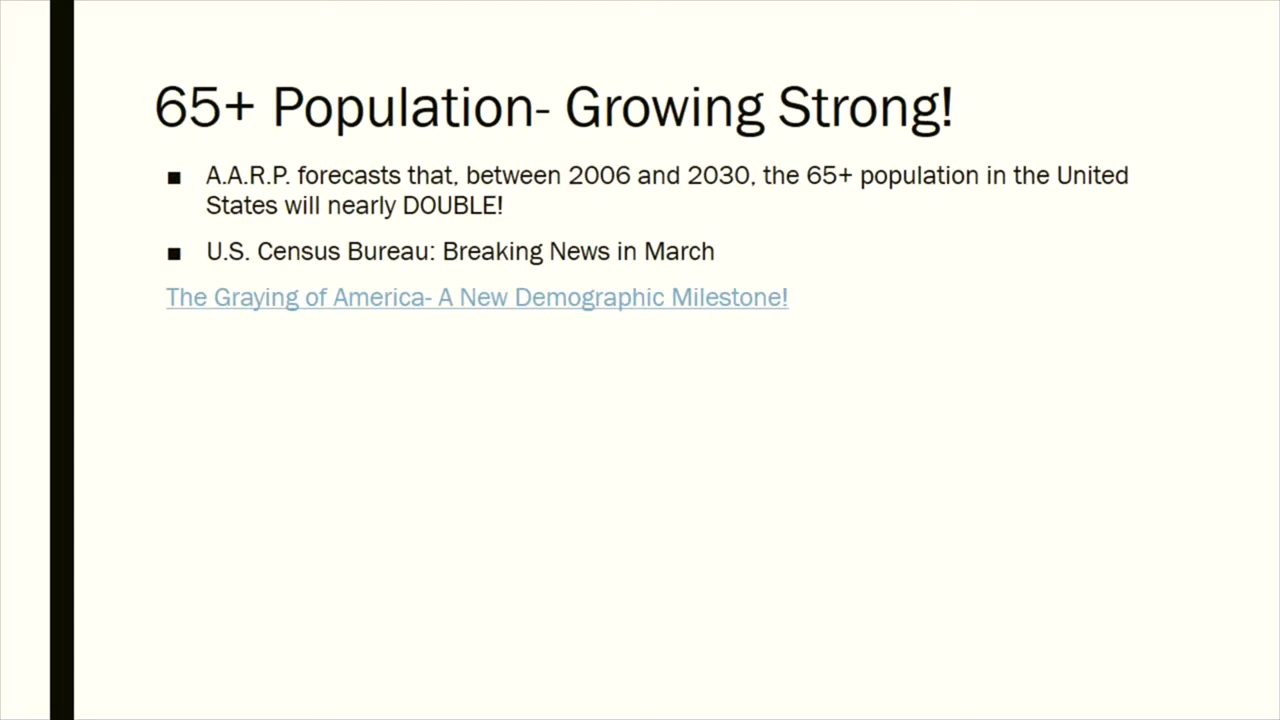 65+ Population- Growing Strong!
■ A.A.R.P. forecasts that, between 2006 and 2030, the 65+ population in the United
States will nearly DOUBLE!
■ U.S. Census Bureau: Breaking News in March
The Graying of America- A New Demographic Milestone!